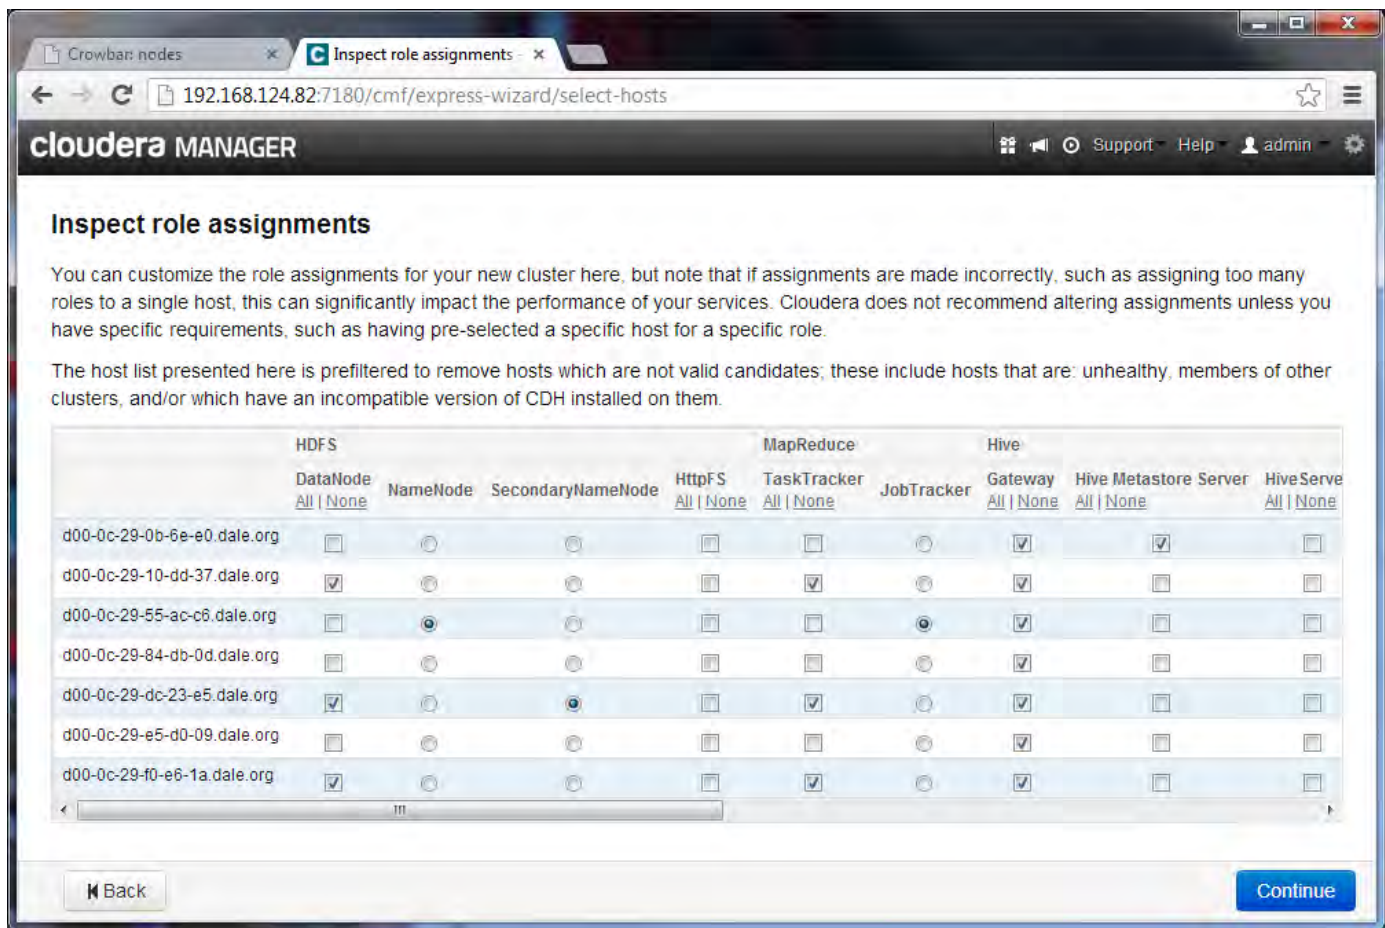 Crowbar: nodes
Inspect role assignments -
192.168.124.82:7180/cmf/express-wizard/select-hosts
cloudera MANAGER
Support Help admin
Inspect role assignments
You can customize the role assignments for your new cluster here, but note that if assignments are made incorrectly, such as assigning too many
roles to a single host, this can significantly impact the performance of your services. Cloudera does not recommend altering assignments unless you
have specific requirements, such as having pre-selected a specific host for a specific role.
The host list presented here is prefiltered to remove hosts which are not valid candidates; these include hosts that are: unhealthy, members of other
clusters, and/or which have an incompatible version of CDH installed on them.
HDFS MapReduce Hive
DataNode NameNode SecondaryNameNode HttpFS TaskTracker JobTracker Gateway Hive Metastore Server HiveServe
All | None All | None All | None All | None All | None All | None
d00-0c-29-0b-6e-e0.dale.org
d00-0c-29-10-dd-37.dale.org
d00-0c-29-55-ac-c6.dale.org
d00-0c-29-84-db-0d.dale.org
d00-0c-29-dc-23-e5.dale.org
d00-0c-29-e5-d0-09.dale.org
d00-0c-29-f0-e6-1a.dale.org
Back Continue